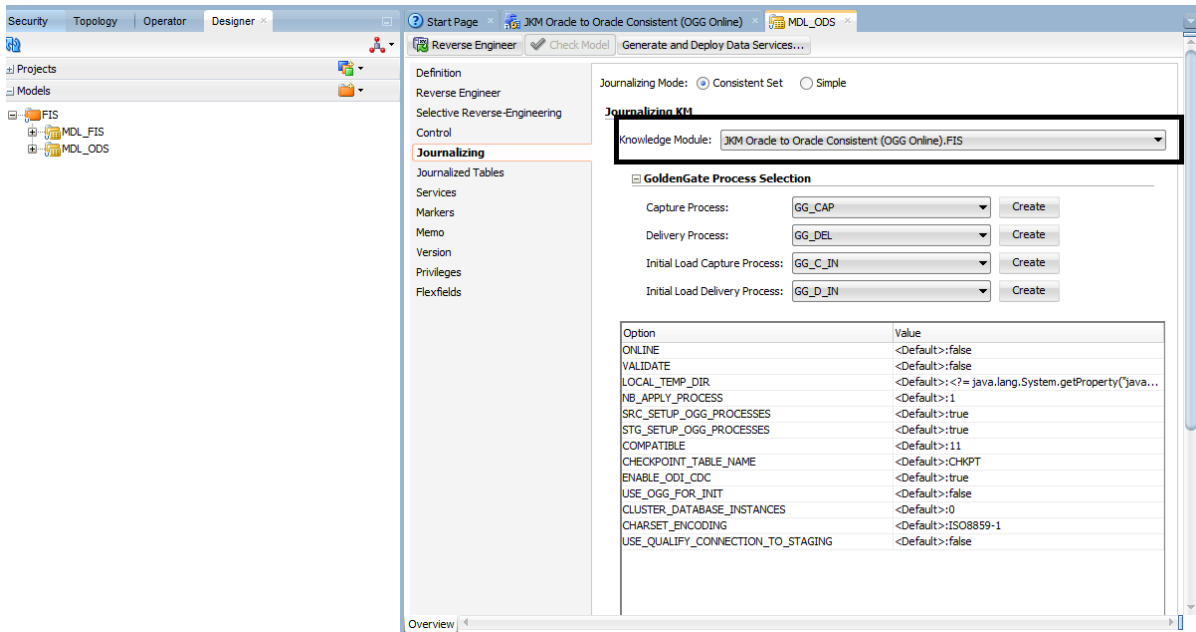 Security Topology Operator Designer
Projects
Models
FIS
MDL_FIS
MDL_ODS
Start Page JKM Oracle to Oracle Consistent (OGG Online) MDL_ODS
Reverse Engineer Check Model Generate and Deploy Data Services...
Definition
Reverse Engineer
Selective Reverse-Engineering
Control
Journalizing
Journalized Tables
Services
Markers
Memo
Version
Privileges
Flexfields
Journalizing Mode: Consistent Set Simple
Journalizing KM
Knowledge Module: JKM Oracle to Oracle Consistent (OGG Online).FIS
GoldenGate Process Selection
Capture Process: GG_CAP Create
Delivery Process: GG_DEL Create
Initial Load Capture Process: GG_C_IN Create
Initial Load Delivery Process: GG_D_IN Create
Option Value
ONLINE <Default>:false
VALIDATE <Default>:false
LOCAL_TEMP_DIR <Default>:<?= java.lang.System.getProperty("java...
NB_APPLY_PROCESS <Default>:1
SRC_SETUP_OGG_PROCESSES <Default>:true
STG_SETUP_OGG_PROCESSES <Default>:true
COMPATIBLE <Default>:11
CHECKPOINT_TABLE_NAME <Default>:CHKPT
ENABLE_ODI_CDC <Default>:true
USE_OGG_FOR_INIT <Default>:false
CLUSTER_DATABASE_INSTANCES <Default>:0
CHARSET_ENCODING <Default>:ISO8859-1
USE_QUALIFY_CONNECTION_TO_STAGING <Default>:false
Overview